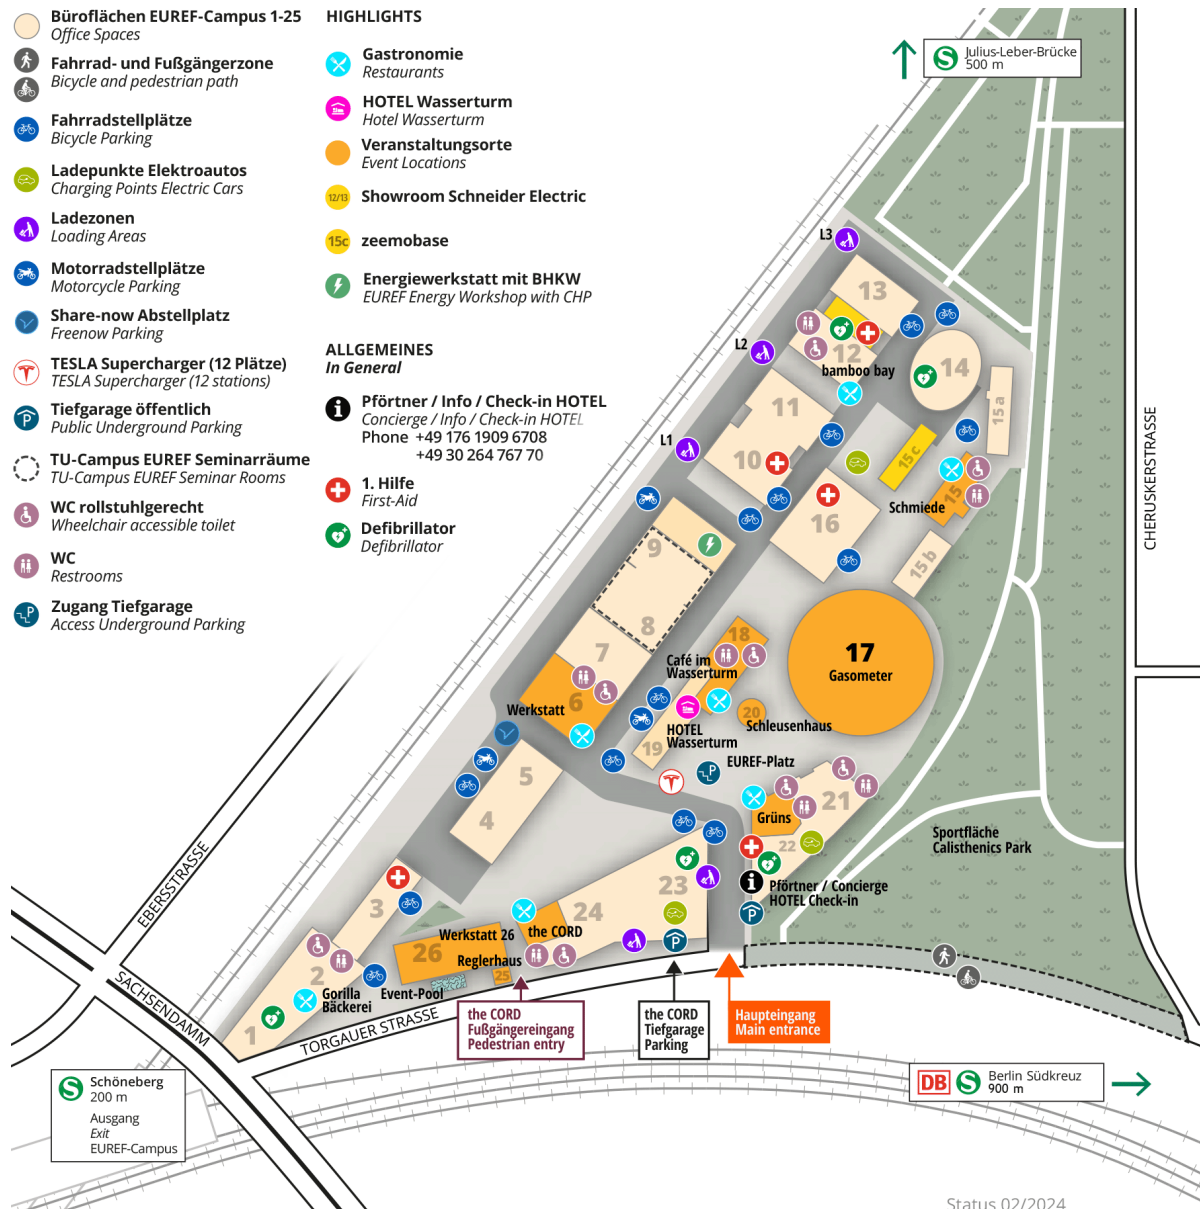 Büroflächen EUREF-Campus 1-25
Office Spaces
Fahrrad- und Fußgängerzone
Bicycle and pedestrian path
Fahrradstellplätze
Bicycle Parking
Ladepunkte Elektroautos
Charging Points Electric Cars
Ladezonen
Loading Areas
Motorradstellplätze
Motorcycle Parking
Share-now Abstellplatz
Freenow Parking
TESLA Supercharger (12 Plätze)
TESLA Supercharger (12 stations)
Tiefgarage öffentlich
Public Underground Parking
TU-Campus EUREF Seminarräume
TU-Campus EUREF Seminar Rooms
WC rollstuhlgerecht
Wheelchair accessible toilet
WC
Restrooms
Zugang Tiefgarage
Access Underground Parking
HIGHLIGHTS
Gastronomie
Restaurants
HOTEL Wasserturm
Hotel Wasserturm
Veranstaltungsorte
Event Locations
12/13 Showroom Schneider Electric
15c zeemobase
Energiewerkstatt mit BHKW
EUREF Energy Workshop with CHP
ALLGEMEINES
In General
Pförtner / Info / Check-in HOTEL
Concierge / Info / Check-in HOTEL
Phone +49 176 1909 6708
+49 30 264 767 70
1. Hilfe
First-Aid
Defibrillator
Defibrillator
S Julius-Leber-Brücke
500 m
L3
13
L2
12
bamboo bay
14
15a
11
L1
10
15c
15
Schmiede
16
15b
9
8
7
6
Werkstatt
18
Café im
Wasserturm
17
Gasometer
20
Schleusenhaus
HOTEL
Wasserturm
19
EUREF-Platz
5
4
21
Grüns
22
Sportfläche
Calisthenics Park
CHERUSKERSTRASSE
23
Pförtner / Concierge
HOTEL Check-in
24
the CORD
3
Werkstatt 26
26
Reglerhaus
25
2
Gorilla
Bäckerei
Event-Pool
1
EBERSSTRASSE
SACHSENDAMM
TORGAUER STRASSE
the CORD
Fußgängereingang
Pedestrian entry
the CORD
Tiefgarage
Parking
Haupteingang
Main entrance
S Schöneberg
200 m
Ausgang
Exit
EUREF-Campus
DB S Berlin Südkreuz
900 m
Status 02/2024